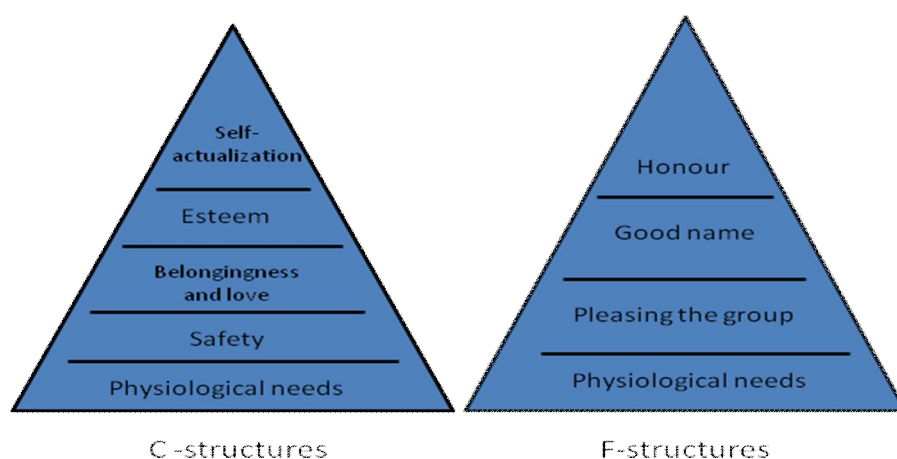 Self-
actualization
Esteem
Belongingness
and love
Safety
Physiological needs
C -structures
Honour
Good name
Pleasing the group
Physiological needs
F-structures